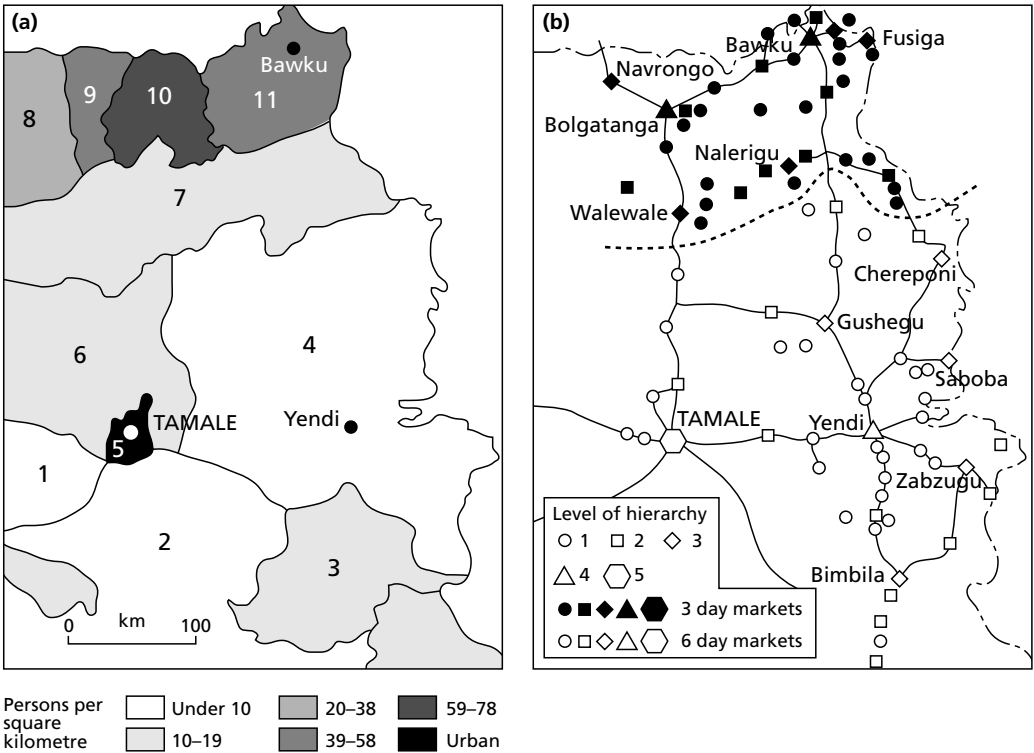 (a)
Bawku
8
9
10
11
7
6
4
TAMALE
Yendi
5
1
2
3
0 km 100
Persons per
square
kilometre
Under 10
20–38
59–78
10–19
39–58
Urban
(b)
Bawku
Fusiga
Navrongo
Bolgatanga
Nalerigu
Walewale
Chereponi
Gushegu
Saboba
TAMALE
Yendi
Zabzugu
Bimbila
Level of hierarchy
1 2 3
4 5
3 day markets
6 day markets